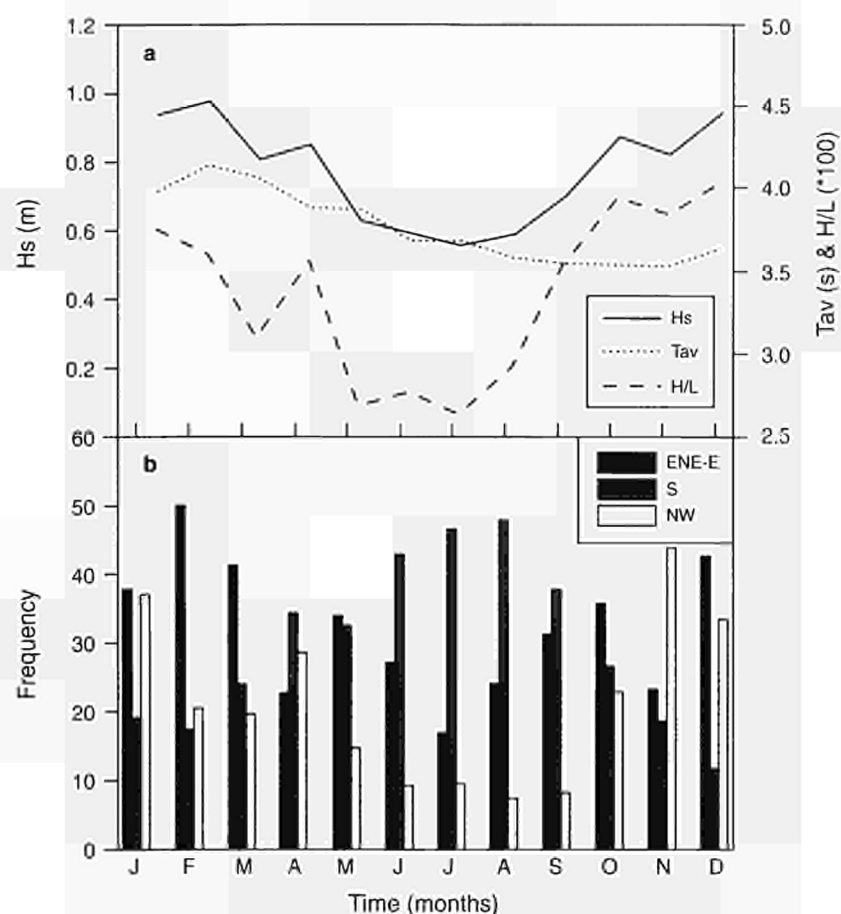 a
1.2
1.0
0.8
0.6
0.4
0.2
Hs (m)
5.0
4.5
4.0
3.5
3.0
2.5
Tav (s) & H/L (*100)
Hs
Tav
H/L
b
60
50
40
30
20
10
0
Frequency
ENE-E
S
NW
J F M A M J J A S O N D
Time (months)